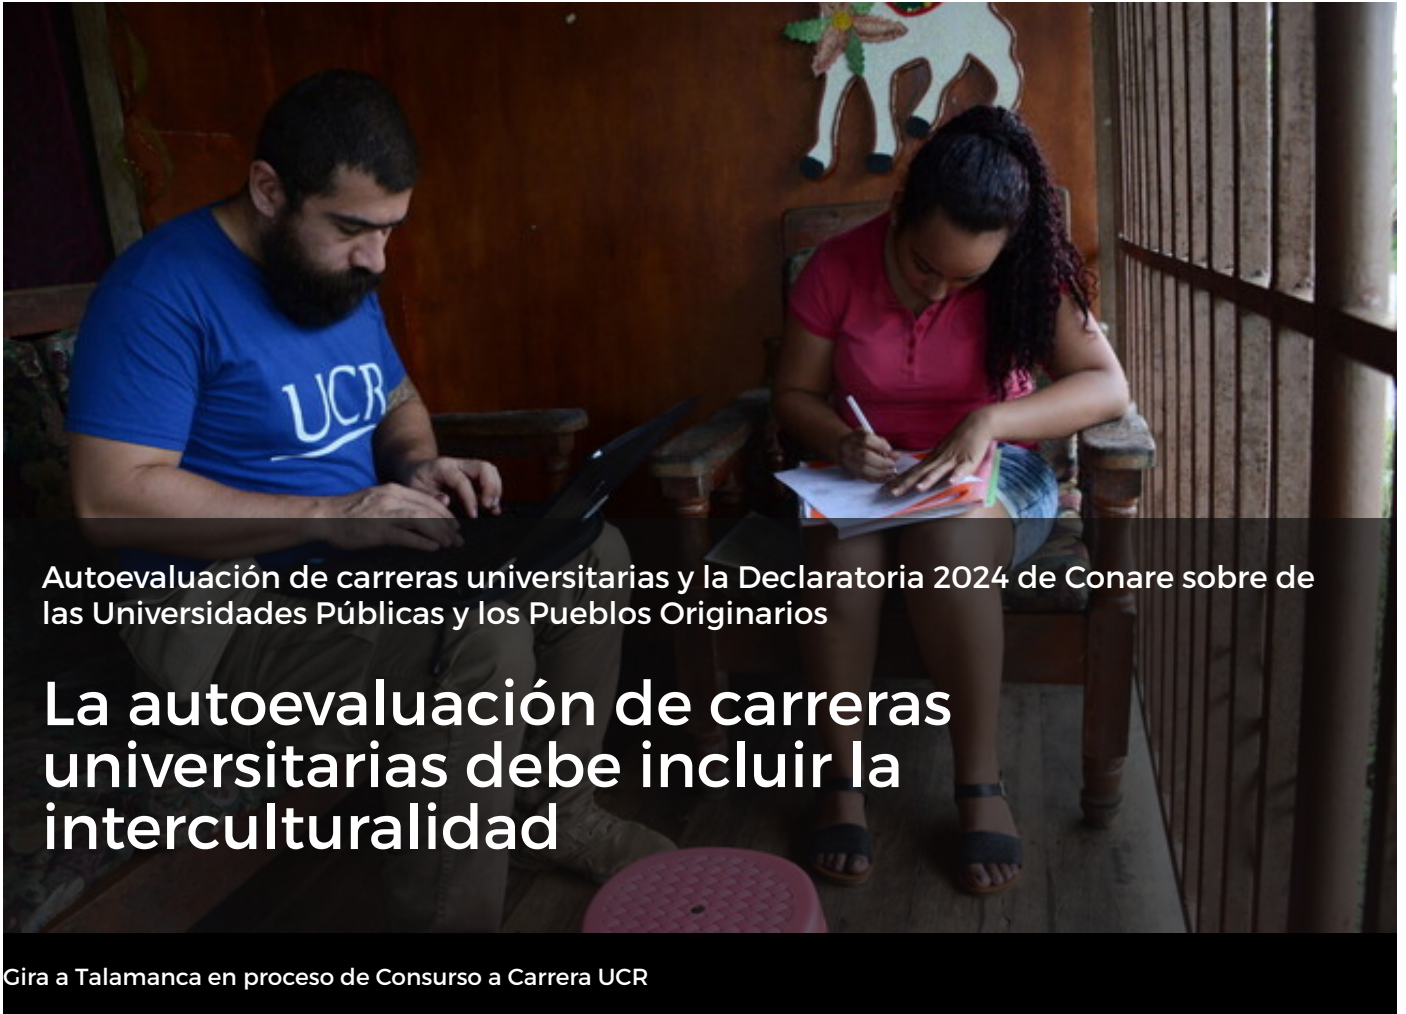 UCR
Autoevaluación de carreras universitarias y la Declaratoria 2024 de Conare sobre de
las Universidades Públicas y los Pueblos Originarios
La autoevaluación de carreras
universitarias debe incluir la
interculturalidad
Gira a Talamanca en proceso de Consurso a Carrera UCR